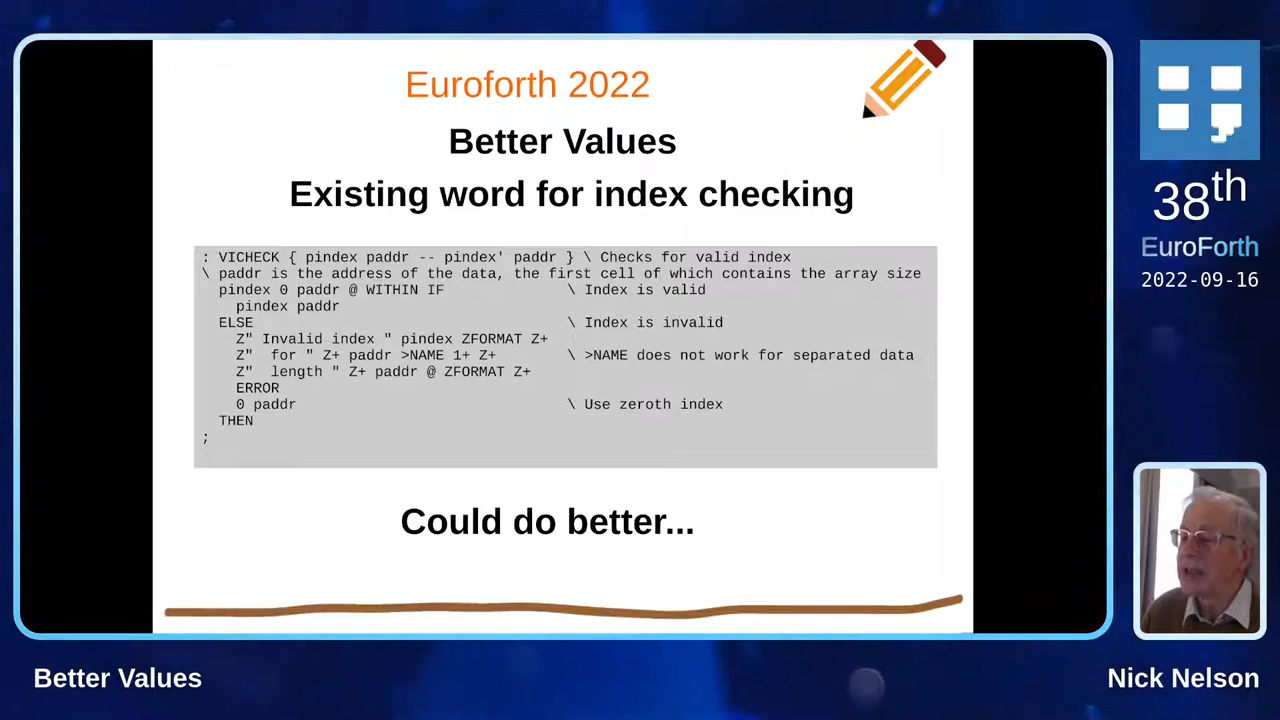 Euroforth 2022
Better Values
Existing word for index checking
: VICHECK { pindex paddr -- pindex' paddr } \ Checks for valid index
\ paddr is the address of the data, the first cell of which contains the array size
  pindex 0 paddr @ WITHIN IF              \ Index is valid
    pindex paddr
  ELSE                                    \ Index is invalid
    Z" Invalid index " pindex ZFORMAT Z+
    Z"  for " Z+ paddr >NAME 1+ Z+        \ >NAME does not work for separated data
    Z"  length " Z+ paddr @ ZFORMAT Z+
    ERROR
    0 paddr                               \ Use zeroth index
  THEN
;
Could do better...
38th
EuroForth
2022-09-16
Better Values
Nick Nelson